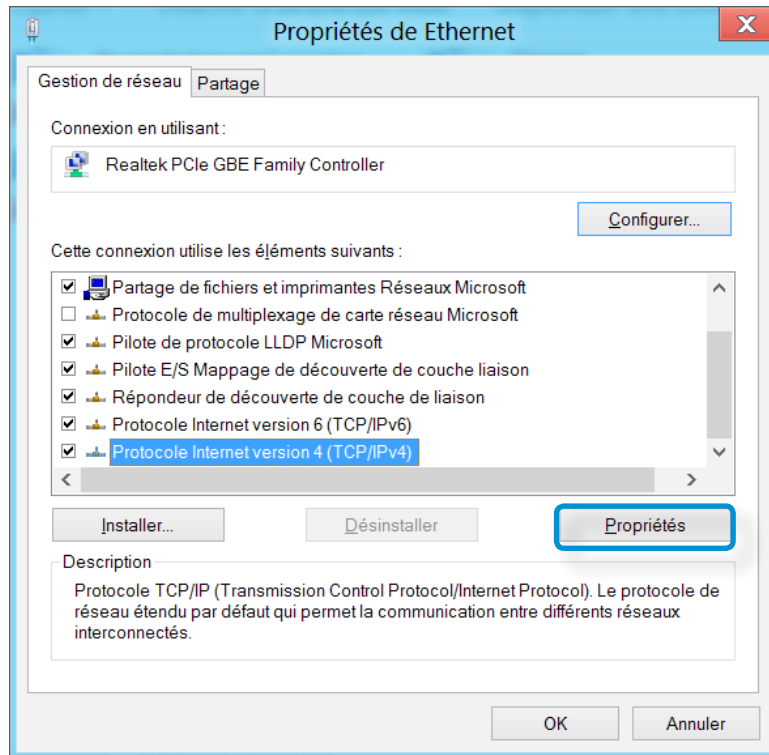 Propriétés de Ethernet
X
Gestion de réseau
Partage
Connexion en utilisant :
Realtek PCIe GBE Family Controller
Configurer...
Cette connexion utilise les éléments suivants :
Partage de fichiers et imprimantes Réseaux Microsoft
Protocole de multiplexage de carte réseau Microsoft
Pilote de protocole LLDP Microsoft
Pilote E/S Mappage de découverte de couche liaison
Répondeur de découverte de couche de liaison
Protocole Internet version 6 (TCP/IPv6)
Protocole Internet version 4 (TCP/IPv4)
Installer...
Désinstaller
Propriétés
Description
Protocole TCP/IP (Transmission Control Protocol/Internet Protocol). Le protocole de
réseau étendu par défaut qui permet la communication entre différents réseaux
interconnectés.
OK
Annuler